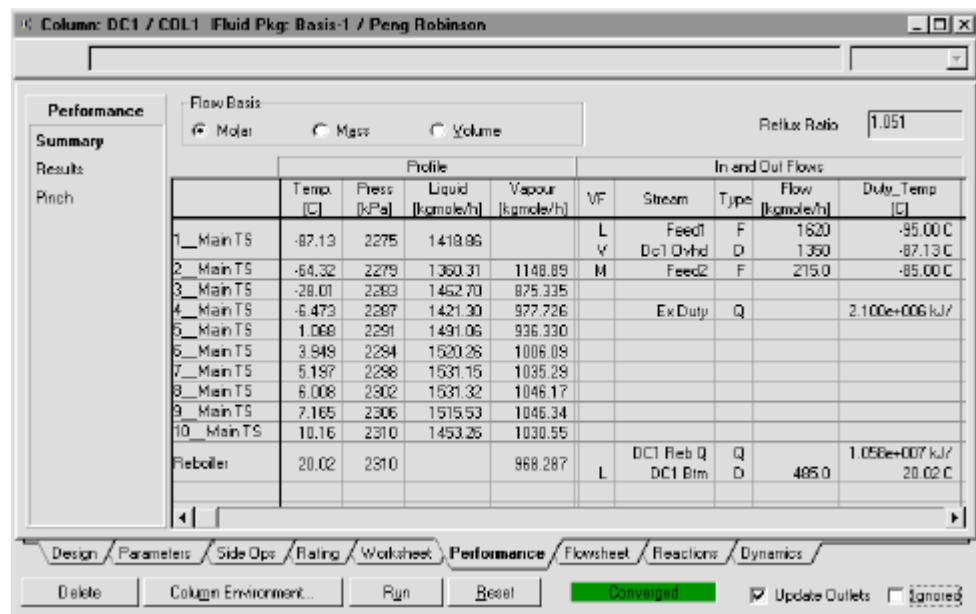 Column: DC1 / COL1 Fluid Pkg: Basis-1 / Peng Robinson
Performance
Summary
Results
Pinch
Flow Basis
Molar Mass Volume
Reflux Ratio 1.051
Profile In and Out Flows
Temp. [C] Press [kPa] Liquid [kgmole/h] Vapour [kgmole/h] VF Stream Type Flow [kgmole/h] Duty_Temp [C]
1__Main TS -87.13 2275 1418.86 L Feed1 F 1620 -95.00 C
V Dc1 Ovhd D 1350 -87.13 C
2__Main TS -64.32 2279 1360.31 1148.89 M Feed2 F 215.0 -85.00 C
3__Main TS -28.01 2283 1462.70 875.335
4__Main TS -6.473 2287 1421.30 977.726 Ex Duty Q 2.100e+006 kJ/
5__Main TS 1.068 2291 1491.06 936.330
6__Main TS 3.949 2294 1520.26 1006.09
7__Main TS 5.197 2298 1531.15 1035.29
8__Main TS 6.008 2302 1531.32 1046.17
9__Main TS 7.165 2306 1515.53 1046.34
10__Main TS 10.16 2310 1453.26 1030.55
Reboiler 20.02 2310 968.287 DC1 Reb Q Q 1.058e+007 kJ/
L DC1 Btm D 485.0 20.02 C
Design Parameters Side Ops Rating Worksheet Performance Flowsheet Reactions Dynamics
Delete Column Environment... Run Reset Converged Update Outlets Ignored